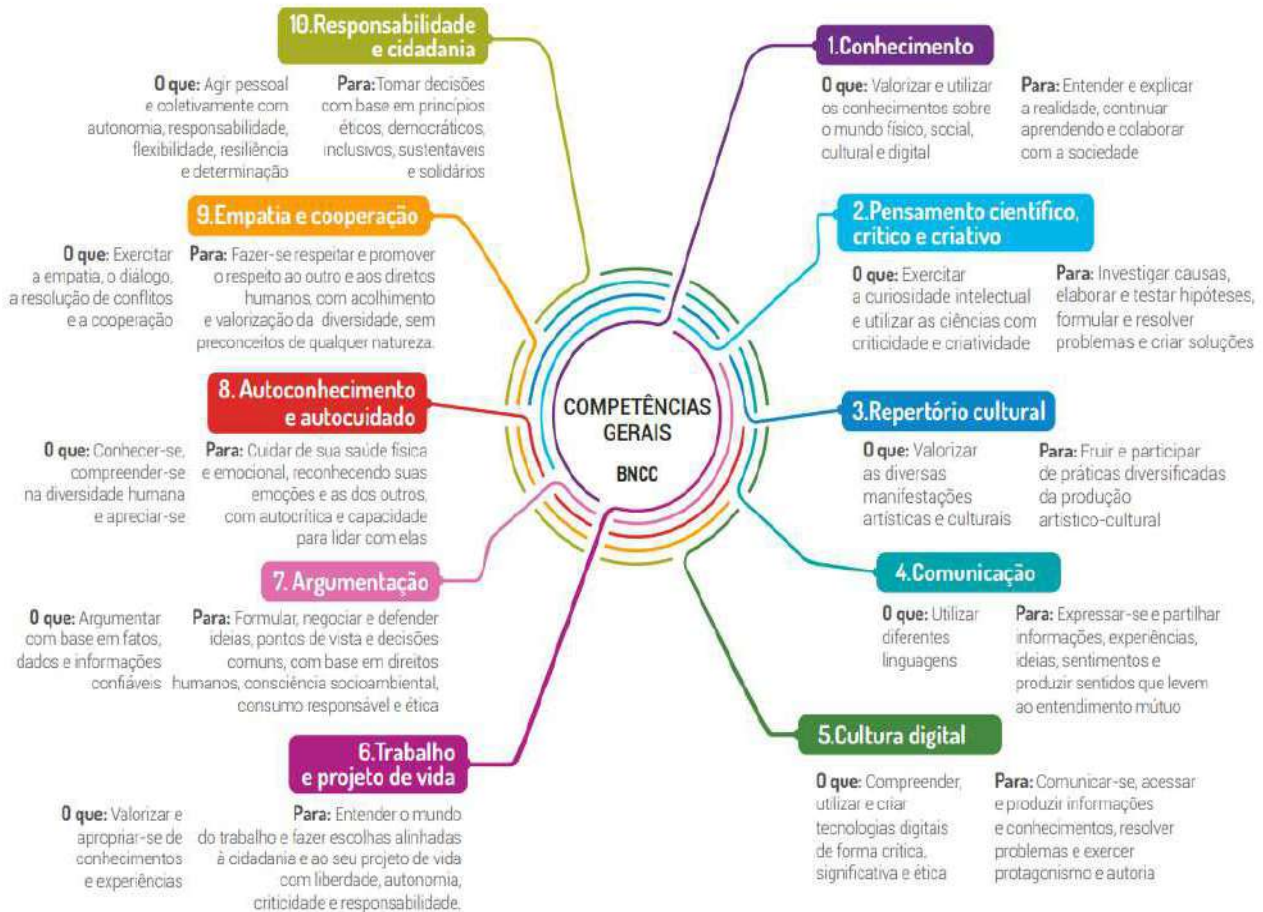 COMPETÊNCIAS
GERAIS
BNCC
1.Conhecimento
O que: Valorizar e utilizar
os conhecimentos sobre
o mundo físico, social,
cultural e digital
Para: Entender e explicar
a realidade, continuar
aprendendo e colaborar
com a sociedade
2.Pensamento científico,
crítico e criativo
O que: Exercitar
a curiosidade intelectual
e utilizar as ciências com
criticidade e criatividade
Para: Investigar causas,
elaborar e testar hipóteses,
formular e resolver
problemas e criar soluções
3.Repertório cultural
O que: Valorizar
as diversas
manifestações
artísticas e culturais
Para: Fruir e participar
de práticas diversificadas
da produção
artístico-cultural
4.Comunicação
O que: Utilizar
diferentes
linguagens
Para: Expressar-se e partilhar
informações, experiências,
ideias, sentimentos e
produzir sentidos que levem
ao entendimento mútuo
5.Cultura digital
O que: Compreender,
utilizar e criar
tecnologias digitais
de forma crítica,
significativa e ética
Para: Comunicar-se, acessar
e produzir informações
e conhecimentos, resolver
problemas e exercer
protagonismo e autoria
6.Trabalho
e projeto de vida
O que: Valorizar e
apropriar-se de
conhecimentos
e experiências
Para: Entender o mundo
do trabalho e fazer escolhas alinhadas
à cidadania e ao seu projeto de vida
com liberdade, autonomia,
criticidade e responsabilidade.
7. Argumentação
O que: Argumentar
com base em fatos,
dados e informações
confiáveis
Para: Formular, negociar e defender
ideias, pontos de vista e decisões
comuns, com base em direitos
humanos, consciência socioambiental,
consumo responsável e ética
8. Autoconhecimento
e autocuidado
O que: Conhecer-se,
compreender-se
na diversidade humana
e apreciar-se
Para: Cuidar de sua saúde física
e emocional, reconhecendo suas
emoções e as dos outros,
com autocrítica e capacidade
para lidar com elas
9.Empatia e cooperação
O que: Exercitar
a empatia, o diálogo,
a resolução de conflitos
e a cooperação
Para: Fazer-se respeitar e promover
o respeito ao outro e aos direitos
humanos, com acolhimento
e valorização da diversidade, sem
preconceitos de qualquer natureza.
10.Responsabilidade
e cidadania
O que: Agir pessoal
e coletivamente com
autonomia, responsabilidade,
flexibilidade, resiliência
e determinação
Para:Tomar decisões
com base em princípios
éticos, democráticos,
inclusivos, sustentaveis
e solidários